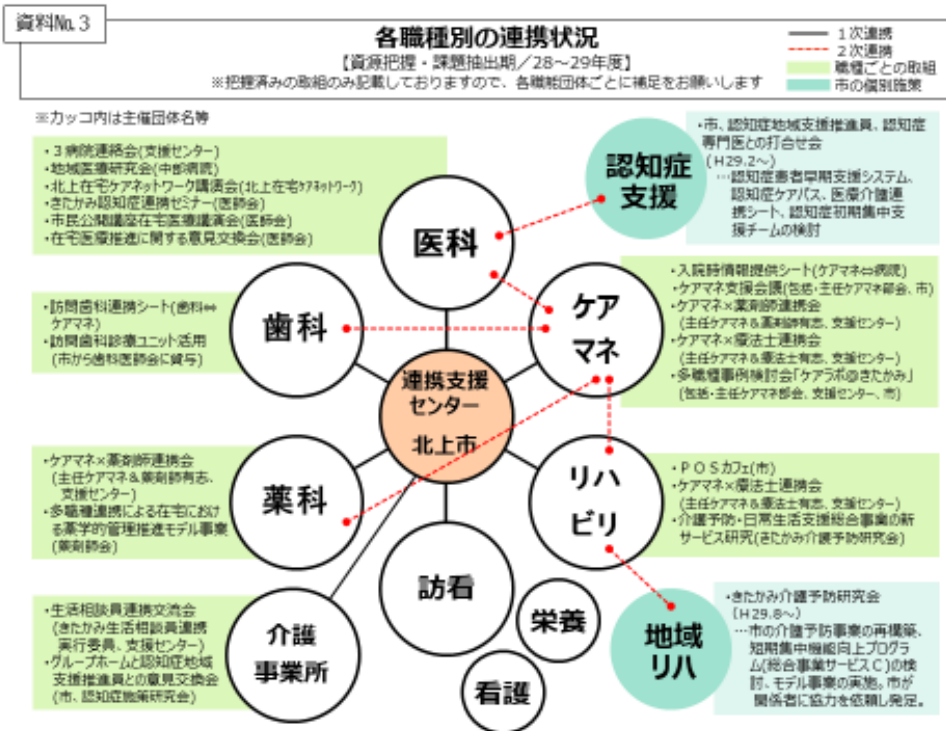 資料№3
各職種別の連携状況
【資源把握・課題抽出期/28～29年度】
※把握済みの取組のみ記載しておりますので、各職能団体ごとに補足をお願いします
1次連携
2次連携
職種ごとの取組
市の個別施策
※カッコ内は主催団体名等
・3病院連絡会(支援センター)
・地域医療研究会(中部病院)
・北上在宅ケアネットワーク講演会(北上在宅ケアネットワーク)
・きたかみ認知症連携セミナー(医師会)
・市民公開講座在宅医療講演会(医師会)
・在宅医療推進に関する意見交換会(医師会)
医科
認知症
支援
・市、認知症地域支援推進員、認知症
専門医との打合せ会
(H29.2～)
…認知症患者早期支援システム、
認知症ケアパス、医療介護連
携シート、認知症初期集中支
援チームの検討
・訪問歯科連携シート(歯科⇔
ケアマネ)
・訪問歯科診療ユニット活用
(市から歯科医師会に貸与)
歯科
ケア
マネ
・入院時情報提供シート(ケアマネ⇔病院)
・ケアマネ支援会議(包括・主任ケアマネ部会、市)
・ケアマネ×薬剤師連携会
(主任ケアマネ&薬剤師有志、支援センター)
・ケアマネ×療法士連携会
(主任ケアマネ&療法士有志、支援センター)
・多職種事例検討会「ケアラボ@きたかみ」
(包括・主任ケアマネ部会、支援センター、市)
連携支援
センター
北上市
・ケアマネ×薬剤師連携会
(主任ケアマネ&薬剤師有志、
支援センター)
・多職種連携による在宅におけ
る薬学的管理推進モデル事業
(薬剤師会)
薬科
リハ
ビリ
・POSカフェ(市)
・ケアマネ×療法士連携会
(主任ケアマネ&療法士有志、支援センター)
・介護予防・日常生活支援総合事業の新
サービス研究(きたかみ介護予防研究会)
訪看
・生活相談員連携交流会
(きたかみ生活相談員連携
実行委員、支援センター)
・グループホームと認知症地域
支援推進員との意見交換会
(市、認知症施策研究会)
介護
事業所
栄養
看護
地域
リハ
・きたかみ介護予防研究会
(H29.8～)
…市の介護予防事業の再構築、
短期集中機能向上プログラ
ム(総合事業サービスC)の検
討、モデル事業の実施。市が
関係者に協力を依頼し発足。